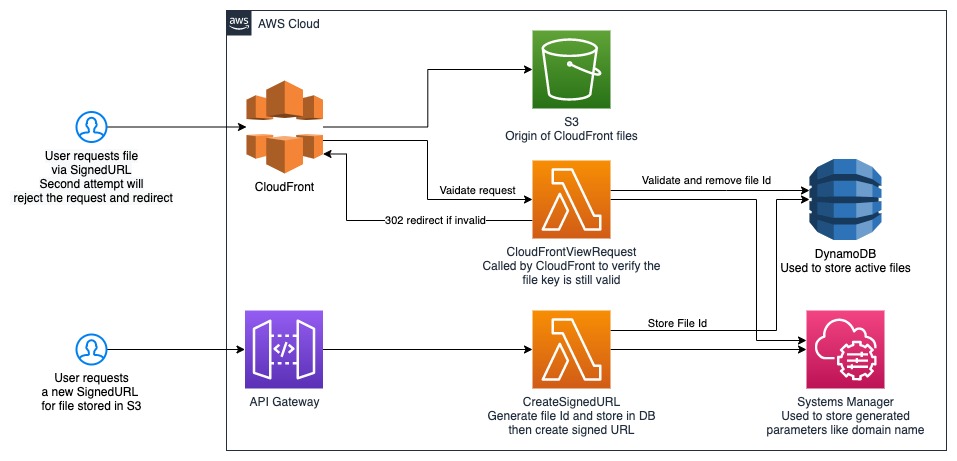 aws
AWS Cloud
S3
Origin of CloudFront files
User requests file
via SignedURL
Second attempt will
reject the request and redirect
CloudFront
Vaidate request
302 redirect if invalid
CloudFrontViewRequest
Called by CloudFront to verify the
file key is still valid
Validate and remove file Id
DynamoDB
Used to store active files
User requests
a new SignedURL
for file stored in S3
</>
API Gateway
Store File Id
CreateSignedURL
Generate file Id and store in DB
then create signed URL
Systems Manager
Used to store generated
parameters like domain name